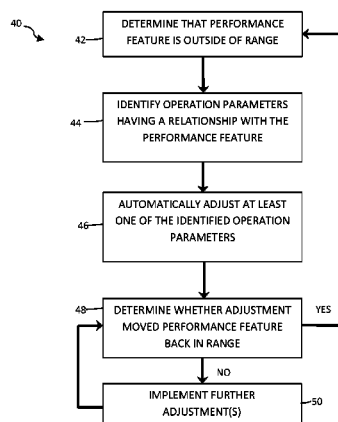 40
42
DETERMINE THAT PERFORMANCE
FEATURE IS OUTSIDE OF RANGE
44
IDENTIFY OPERATION PARAMETERS
HAVING A RELATIONSHIP WITH THE
PERFORMANCE FEATURE
46
AUTOMATICALLY ADJUST AT LEAST
ONE OF THE IDENTIFIED OPERATION
PARAMETERS
48
DETERMINE WHETHER ADJUSTMENT
MOVED PERFORMANCE FEATURE
BACK IN RANGE
YES
NO
IMPLEMENT FURTHER
ADJUSTMENT(S)
50